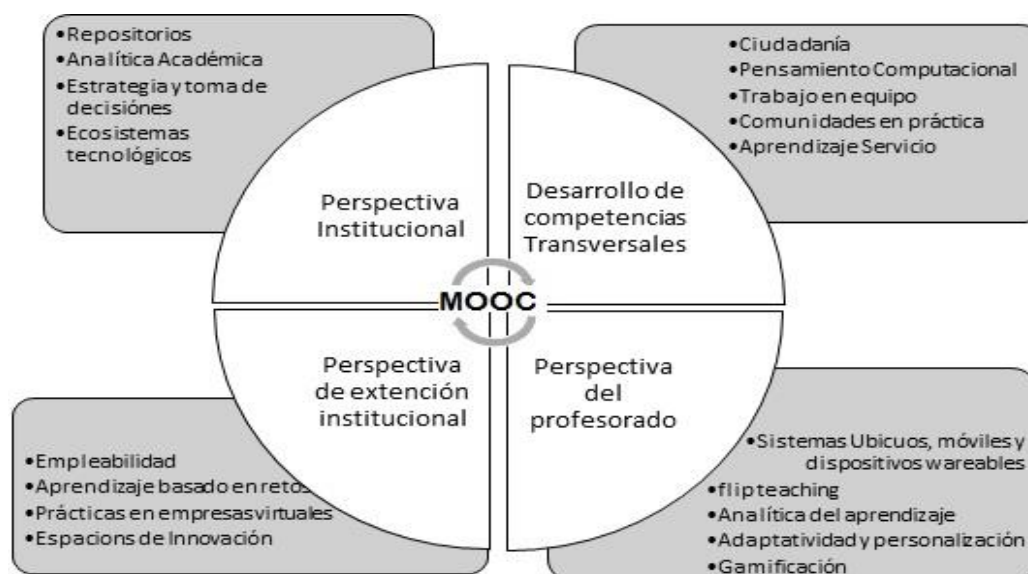 •Repositorios
•Analítica Académica
•Estrategia y toma de
decisiónes
•Ecosistemas
tecnológicos
•Ciudadanía
•Pensamiento Computacional
•Trabajo en equipo
•Comunidades en práctica
•Aprendizaje Servicio
Perspectiva
Institucional
Desarrollo de
competencias
Transversales
MOOC
Perspectiva
de extención
institucional
Perspectiva
del
profesorado
•Empleabilidad
•Aprendizaje basado en retos
•Prácticas en empresas virtuales
•Espacions de Innovación
•Sistemas Ubicuos, móviles y
dispositivos wareables
•flip teaching
•Analítica del aprendizaje
•Adaptatividad y personalización
•Gamificación